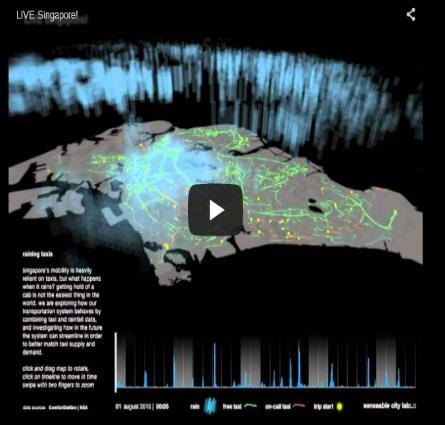 LIVE Singapore!
raining taxis
singapore's mobility is heavily
reliant on taxis, but what happens
when it rains? getting hold of a
cab is not the easiest thing in the
world. we are exploring how our
transportation system behaves by
combining taxi and rainfall data,
and investigating how in the future
the system can streamline in order
to better match taxi supply and
demand.
click and drag map to rotate,
click on timeline to move in time
swipe with two fingers to zoom
data sources ComfortDelGro | NEA
01 august 2010 | 00:05 rain free taxi on-call taxi trip start senseable city lab